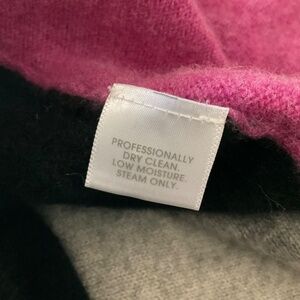 PROFESSIONALLY
DRY CLEAN.
LOW MOISTURE.
STEAM ONLY.